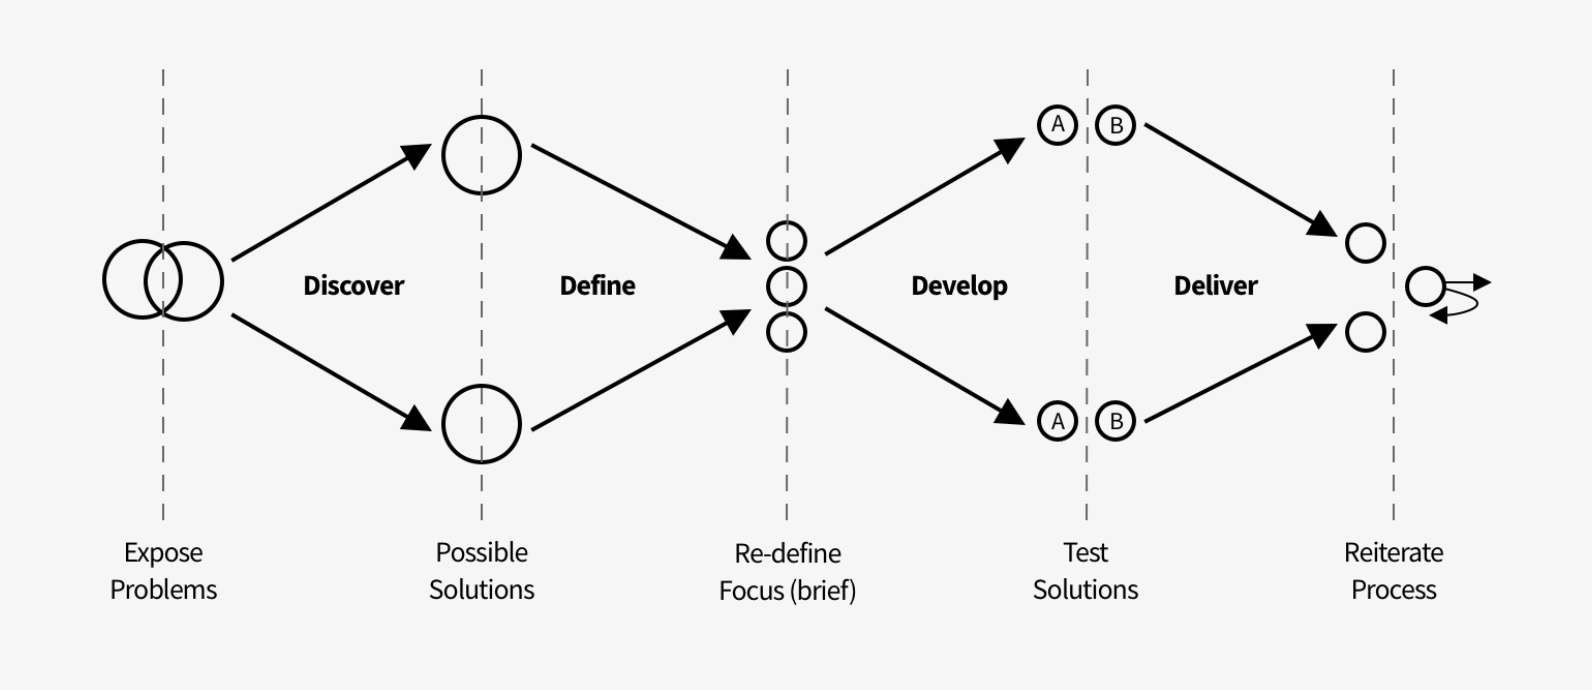 A B
Discover
Define
Develop
Deliver
A B
Expose
Problems
Possible
Solutions
Re-define
Focus (brief)
Test
Solutions
Reiterate
Process